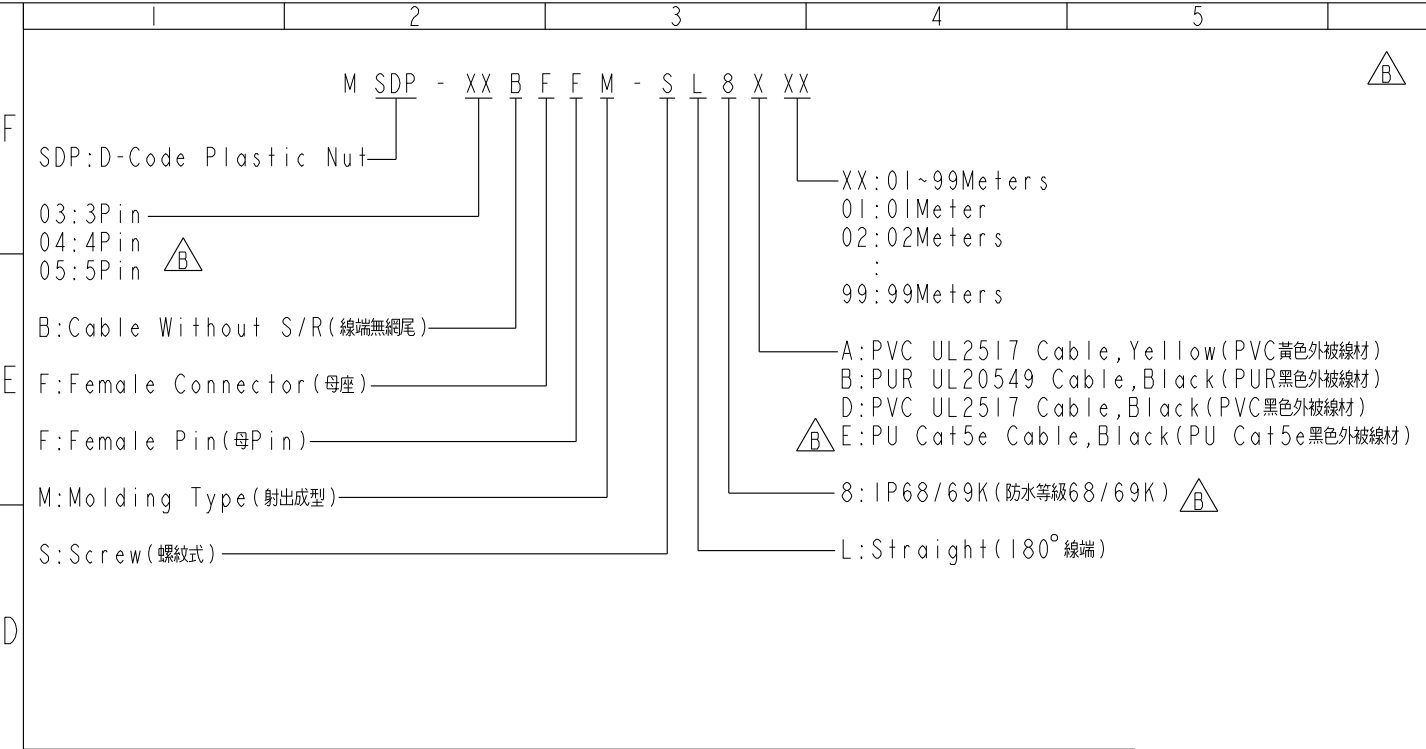 1 2 3 4 5
B
M SDP - XX B F F M - S L 8 X XX
F
SDP:D-Code Plastic Nut
03:3Pin
04:4Pin
05:5Pin
B
B:Cable Without S/R(線端無網尾)
E
F:Female Connector(母座)
F:Female Pin(母Pin)
M:Molding Type(射出成型)
S:Screw(螺紋式)
D
XX:01~99Meters
01:01Meter
02:02Meters
:
99:99Meters
A:PVC UL2517 Cable,Yellow(PVC黃色外被線材)
B:PUR UL20549 Cable,Black(PUR黑色外被線材)
D:PVC UL2517 Cable,Black(PVC黑色外被線材)
B E:PU Cat5e Cable,Black(PU Cat5e黑色外被線材)
8:IP68/69K(防水等級68/69K) B
L:Straight(180°線端)